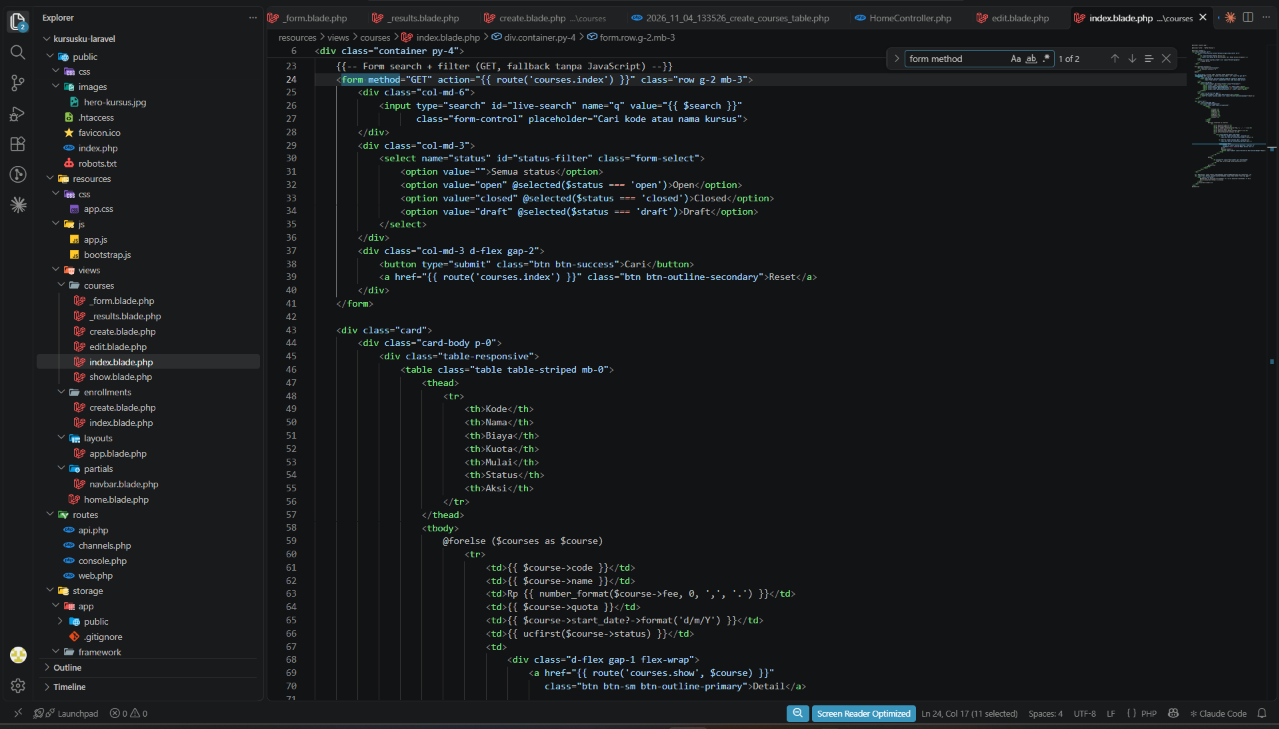 Explorer
kursusku-laravel
public
css
images
hero-kursus.jpg
.htaccess
favicon.ico
index.php
robots.txt
resources
css
app.css
js
app.js
bootstrap.js
views
courses
_form.blade.php
_results.blade.php
create.blade.php
edit.blade.php
index.blade.php
show.blade.php
enrollments
create.blade.php
index.blade.php
layouts
app.blade.php
partials
navbar.blade.php
home.blade.php
routes
api.php
channels.php
console.php
web.php
storage
app
public
.gitignore
framework
Outline
Timeline
_form.blade.php _results.blade.php create.blade.php ...\courses 2026_11_04_133526_create_courses_table.php HomeController.php edit.blade.php index.blade.php ...\courses
resources > views > courses > index.blade.php > div.container.py-4 > form.row.g-2.mb-3
form method Aa ab .* 1 of 2
6 <div class="container py-4">
23 {{-- Form search + filter (GET, fallback tanpa JavaScript) --}}
24 <form method="GET" action="{{ route('courses.index') }}" class="row g-2 mb-3">
25 <div class="col-md-6">
26 <input type="search" id="live-search" name="q" value="{{ $search }}"
27 class="form-control" placeholder="Cari kode atau nama kursus">
28 </div>
29 <div class="col-md-3">
30 <select name="status" id="status-filter" class="form-select">
31 <option value="">Semua status</option>
32 <option value="open" @selected($status === 'open')>Open</option>
33 <option value="closed" @selected($status === 'closed')>Closed</option>
34 <option value="draft" @selected($status === 'draft')>Draft</option>
35 </select>
36 </div>
37 <div class="col-md-3 d-flex gap-2">
38 <button type="submit" class="btn btn-success">Cari</button>
39 <a href="{{ route('courses.index') }}" class="btn btn-outline-secondary">Reset</a>
40 </div>
41 </form>
42
43 <div class="card">
44 <div class="card-body p-0">
45 <div class="table-responsive">
46 <table class="table table-striped mb-0">
47 <thead>
48 <tr>
49 <th>Kode</th>
50 <th>Nama</th>
51 <th>Biaya</th>
52 <th>Kuota</th>
53 <th>Mulai</th>
54 <th>Status</th>
55 <th>Aksi</th>
56 </tr>
57 </thead>
58 <tbody>
59 @forelse ($courses as $course)
60 <tr>
61 <td>{{ $course->code }}</td>
62 <td>{{ $course->name }}</td>
63 <td>Rp {{ number_format($course->fee, 0, ',', '.') }}</td>
64 <td>{{ $course->quota }}</td>
65 <td>{{ $course->start_date?->format('d/m/Y') }}</td>
66 <td>{{ ucfirst($course->status) }}</td>
67 <td>
68 <div class="d-flex gap-1 flex-wrap">
69 <a href="{{ route('courses.show', $course) }}"
70 class="btn btn-sm btn-outline-primary">Detail</a>
71
Launchpad 0 0 Screen Reader Optimized Ln 24, Col 17 (11 selected) Spaces: 4 UTF-8 LF { } PHP Claude Code